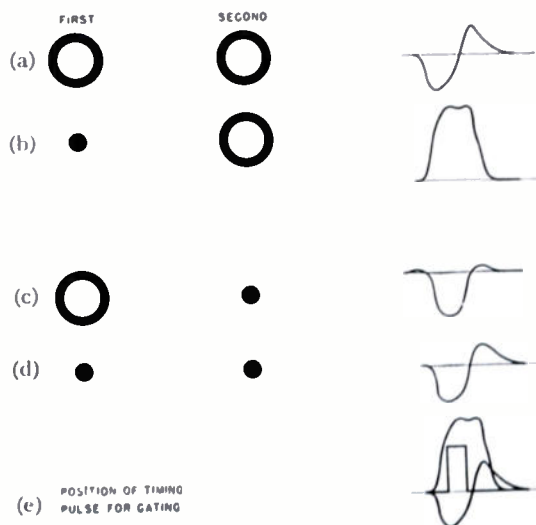 FIRST SECOND
(a)
(b)
(c)
(d)
(e) POSITION OF TIMING
PULSE FOR GATING